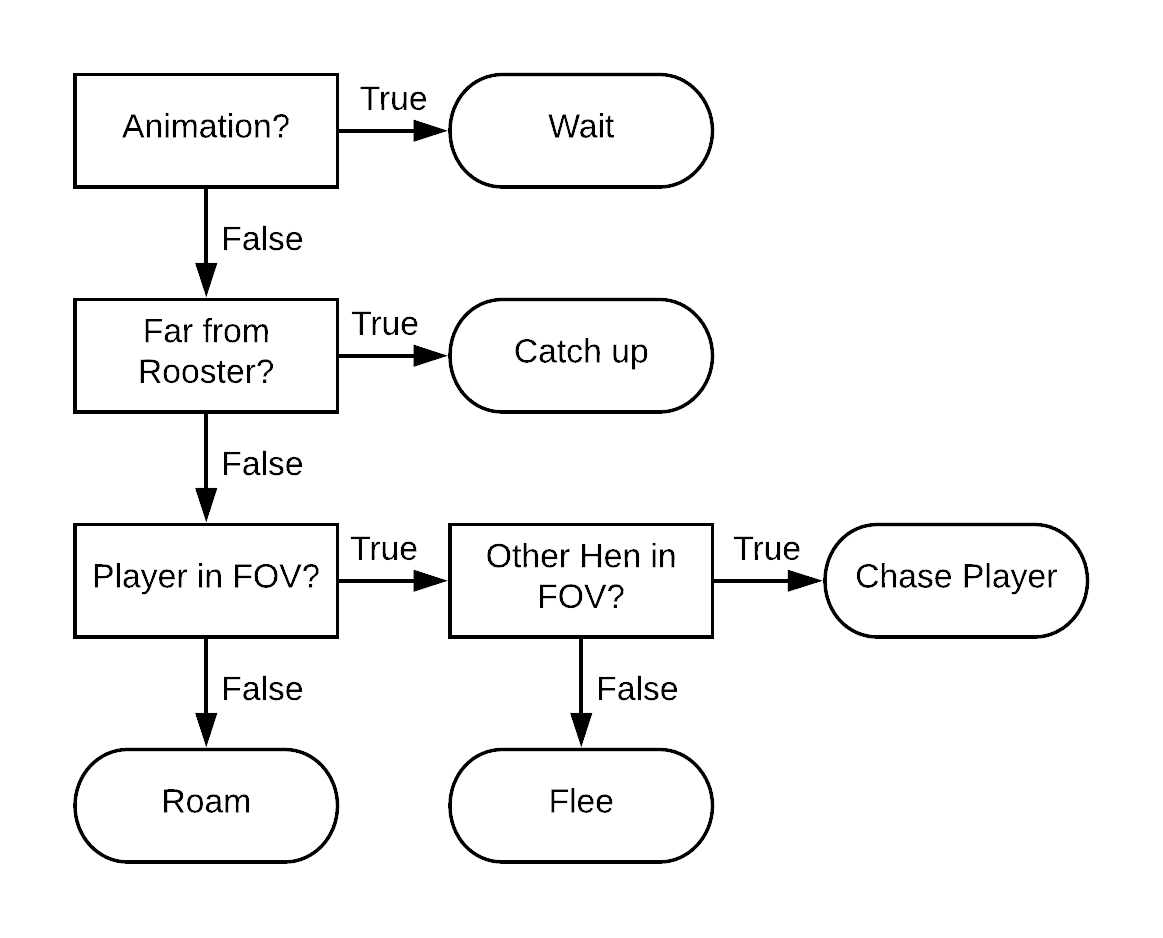 Animation?
True
Wait
False
Far from
Rooster?
True
Catch up
False
Player in FOV?
True
Other Hen in
FOV?
True
Chase Player
False
False
Roam
Flee